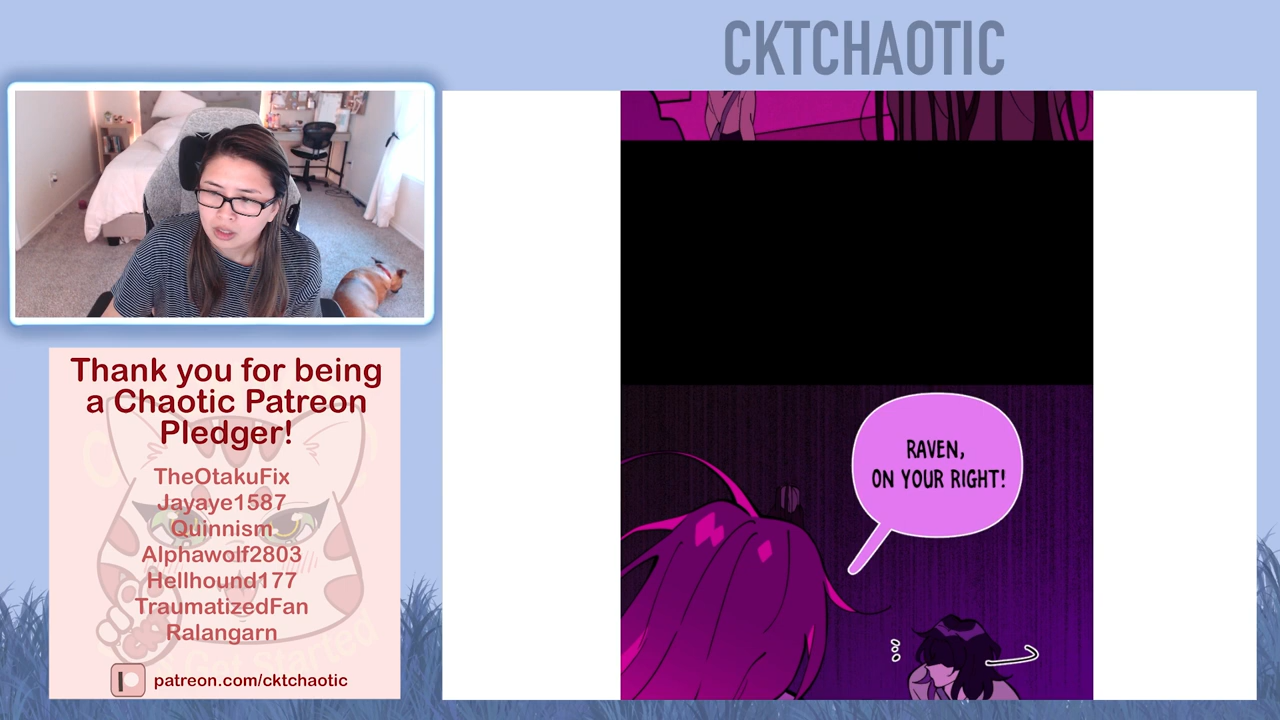 CKTCHAOTIC
Thank you for being
a Chaotic Patreon
Pledger!
TheOtakuFix
Jayaye1587
Quinnism
Alphawolf2803
Hellhound177
TraumatizedFan
Ralangarn
patreon.com/cktchaotic
RAVEN,
ON YOUR RIGHT!